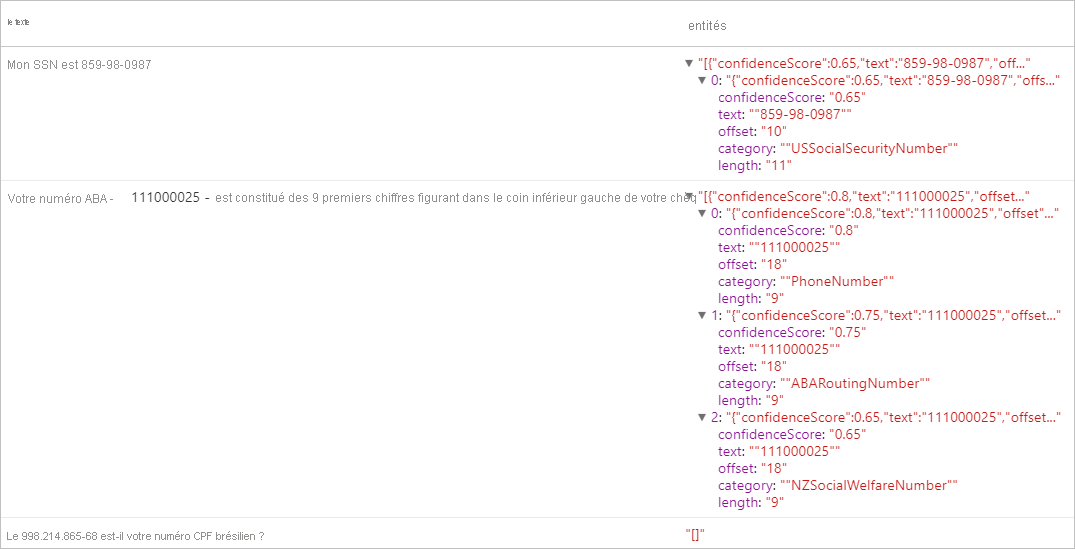 le texte
entités
Mon SSN est 859-98-0987
"[{"confidenceScore":0.65,"text":"859-98-0987","off..."
0: "{"confidenceScore":0.65,"text":"859-98-0987","offs..."
confidenceScore: "0.65"
text: ""859-98-0987""
offset: "10"
category: ""USSocialSecurityNumber""
length: "11"
Votre numéro ABA - 111000025 - est constitué des 9 premiers chiffres figurant dans le coin inférieur gauche de votre chèq
"[{"confidenceScore":0.8,"text":"111000025","offset..."
0: "{"confidenceScore":0.8,"text":"111000025","offset"..."
confidenceScore: "0.8"
text: ""111000025""
offset: "18"
category: ""PhoneNumber""
length: "9"
1: "{"confidenceScore":0.75,"text":"111000025","offset..."
confidenceScore: "0.75"
text: ""111000025""
offset: "18"
category: ""ABARoutingNumber""
length: "9"
2: "{"confidenceScore":0.65,"text":"111000025","offset..."
confidenceScore: "0.65"
text: ""111000025""
offset: "18"
category: ""NZSocialWelfareNumber""
length: "9"
Le 998.214.865-68 est-il votre numéro CPF brésilien ?
"[]"